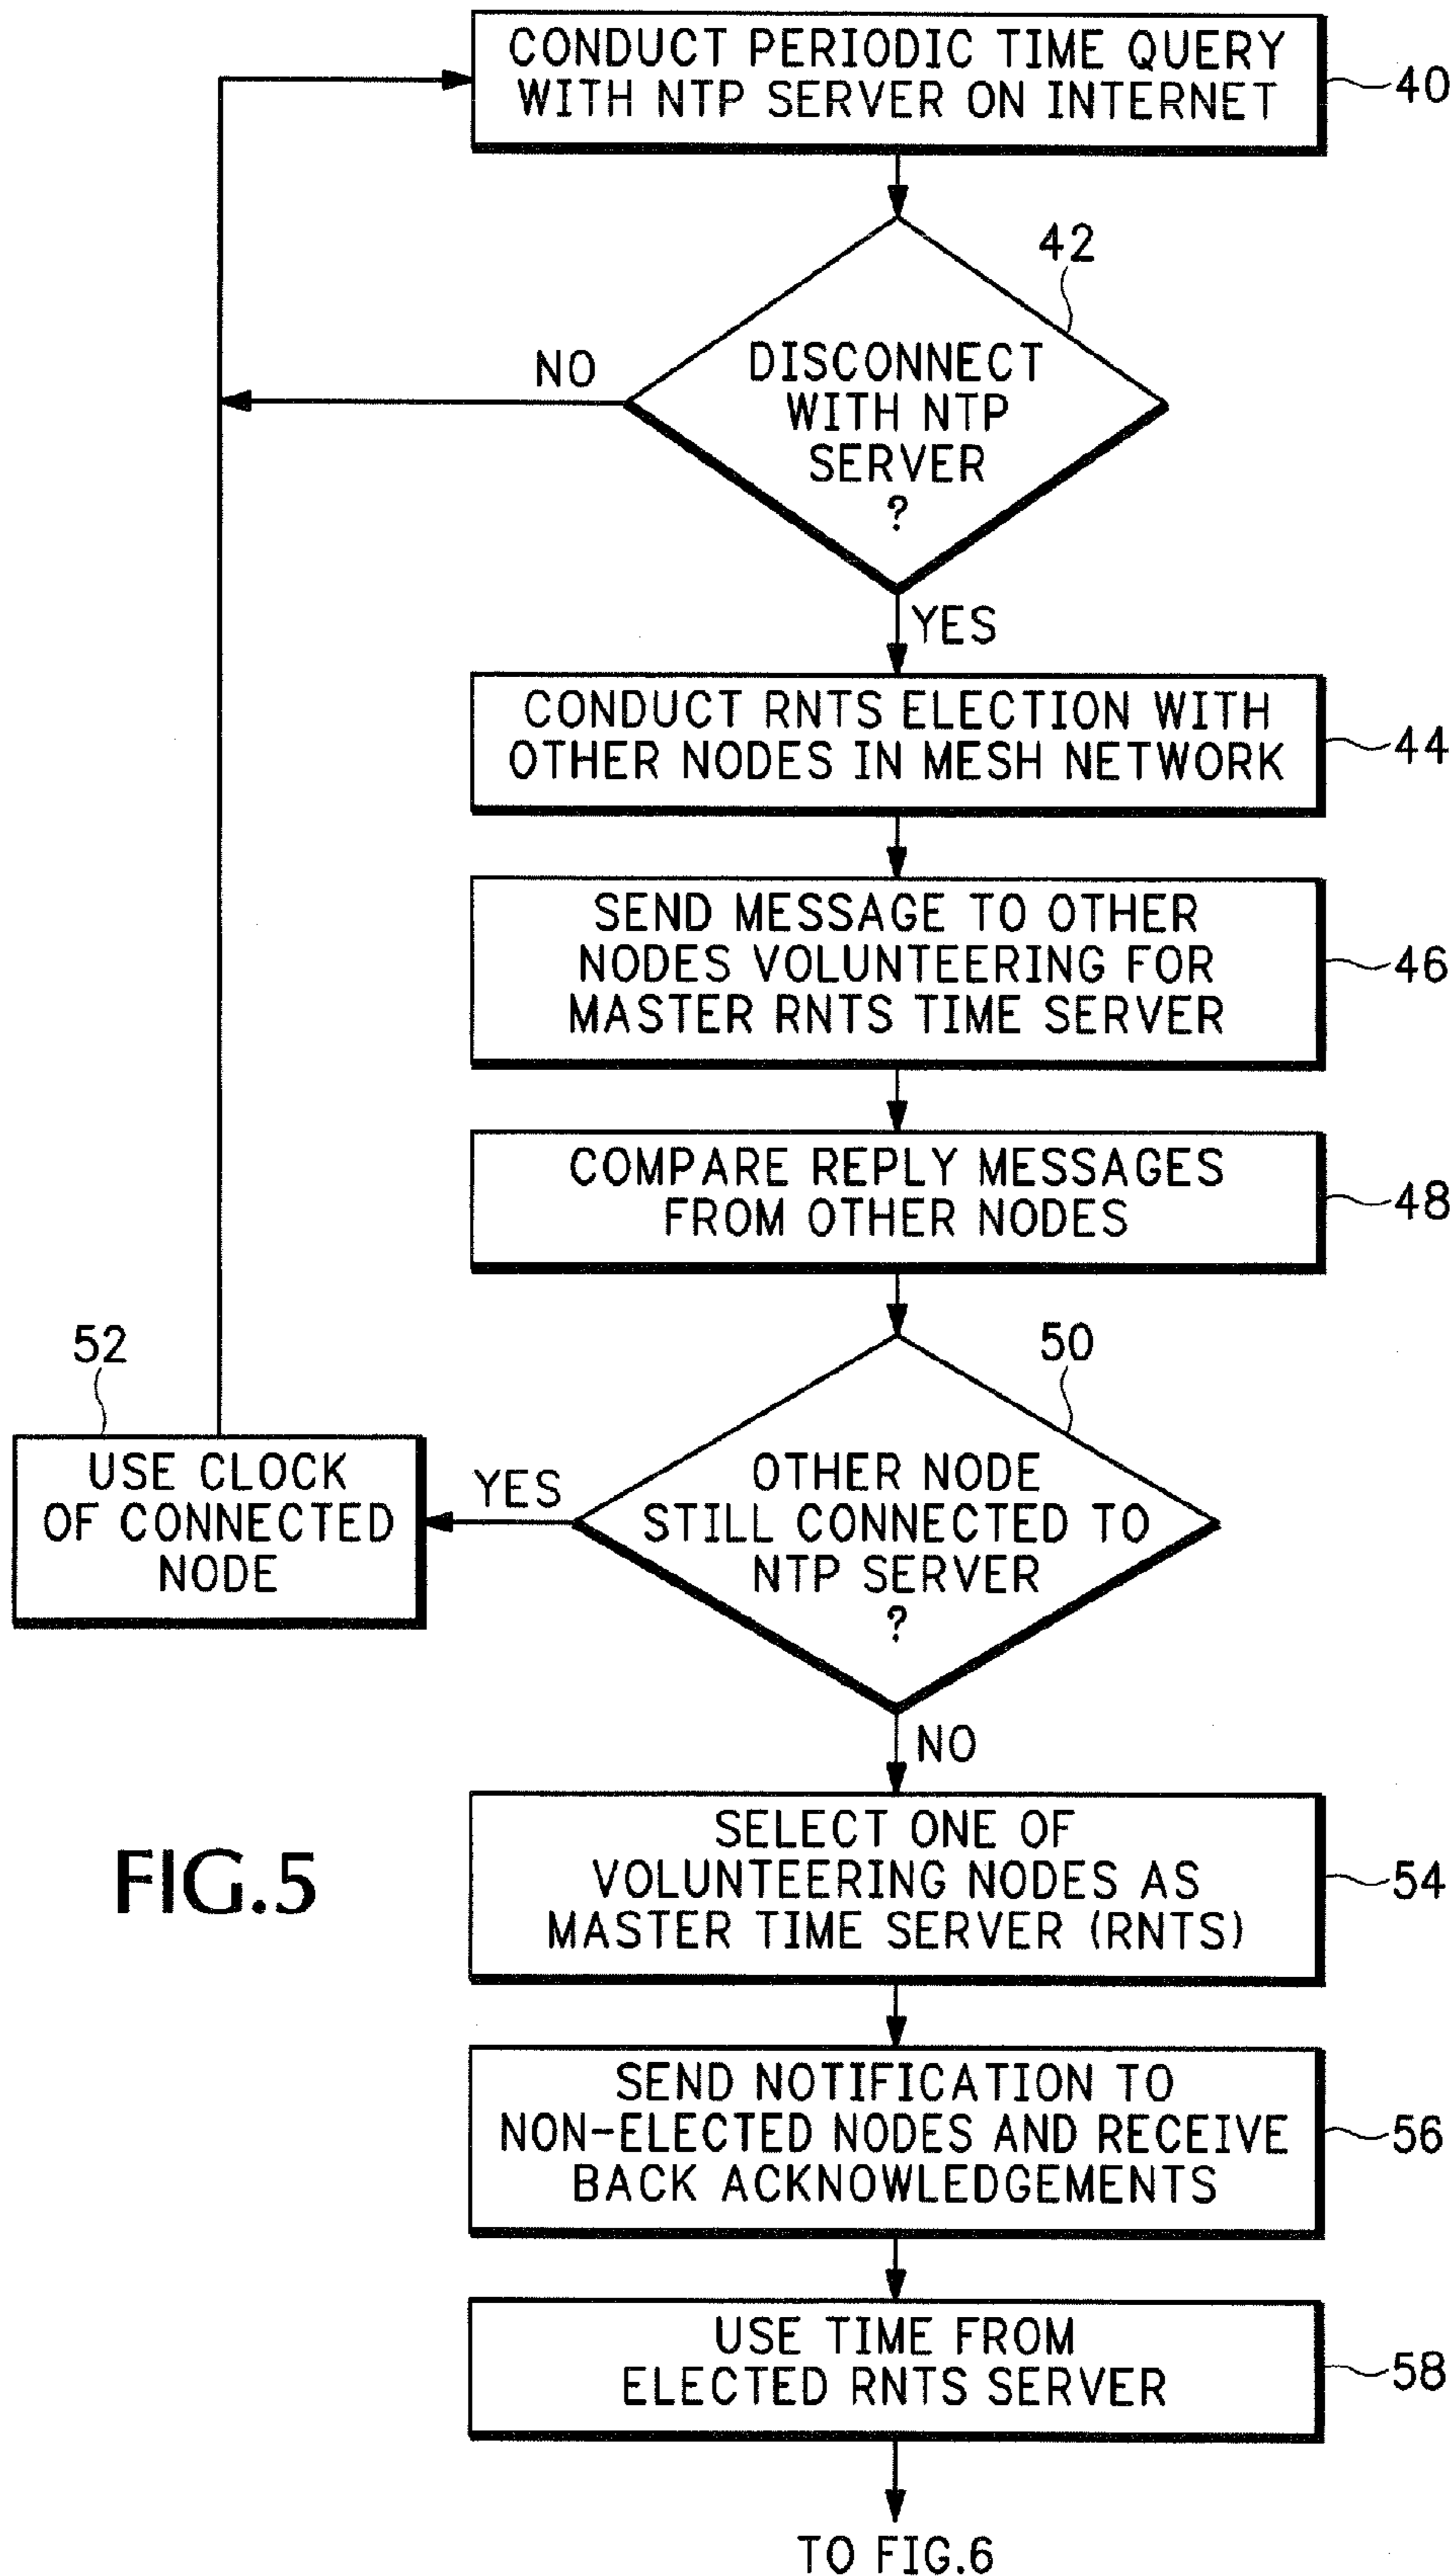 CONDUCT PERIODIC TIME QUERY
WITH NTP SERVER ON INTERNET
40
42
DISCONNECT
WITH NTP
SERVER
?
NO
YES
CONDUCT RNTS ELECTION WITH
OTHER NODES IN MESH NETWORK
44
SEND MESSAGE TO OTHER
NODES VOLUNTEERING FOR
MASTER RNTS TIME SERVER
46
COMPARE REPLY MESSAGES
FROM OTHER NODES
48
50
OTHER NODE
STILL CONNECTED TO
NTP SERVER
?
YES
52
USE CLOCK
OF CONNECTED
NODE
NO
SELECT ONE OF
VOLUNTEERING NODES AS
MASTER TIME SERVER (RNTS)
54
FIG.5
SEND NOTIFICATION TO
NON-ELECTED NODES AND RECEIVE
BACK ACKNOWLEDGEMENTS
56
USE TIME FROM
ELECTED RNTS SERVER
58
TO FIG.6